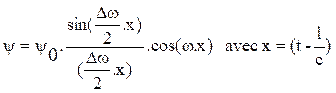 ψ = ψ₀ . sin(Δω/2 .x) / (Δω/2 .x) .cos(ω.x) avec x = (t - l/c)